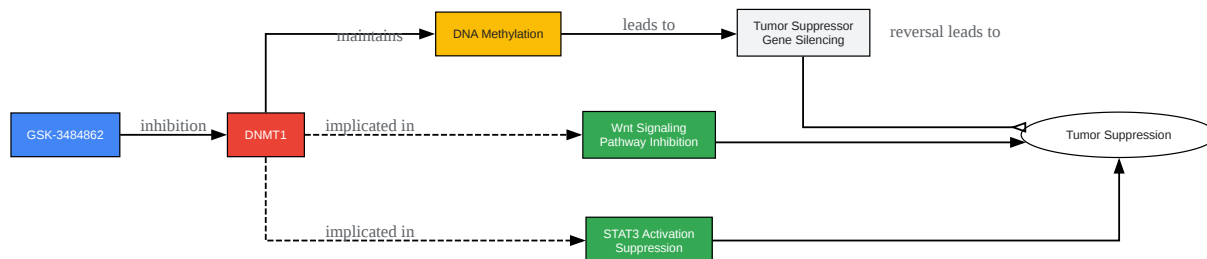 maintains
DNA Methylation
leads to
Tumor Suppressor
Gene Silencing
reversal leads to
GSK-3484862
inhibition
DNMT1
implicated in
Wnt Signaling
Pathway Inhibition
Tumor Suppression
implicated in
STAT3 Activation
Suppression